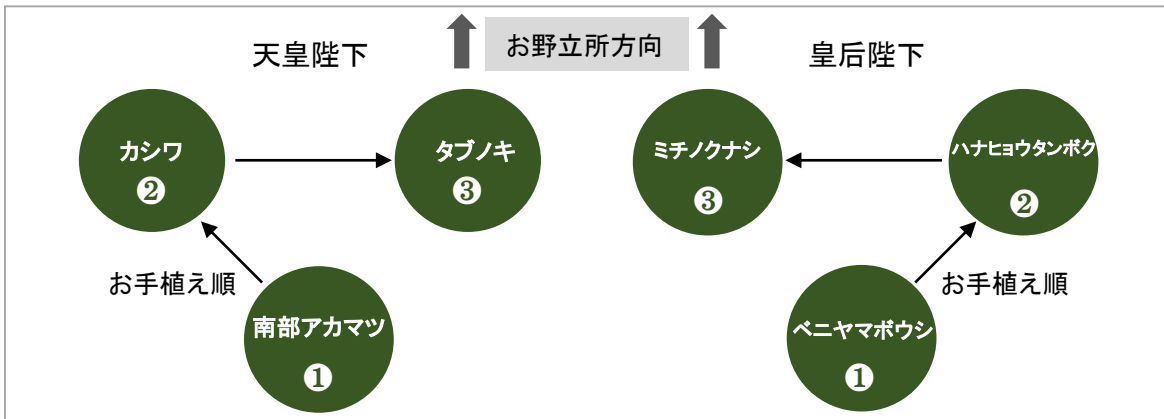 お野立所方向
天皇陛下
皇后陛下
カシワ
❷
タブノキ
❸
ミチノクナシ
❸
ハナヒョウタンボク
❷
お手植え順
お手植え順
南部アカマツ
❶
ベニヤマボウシ
❶